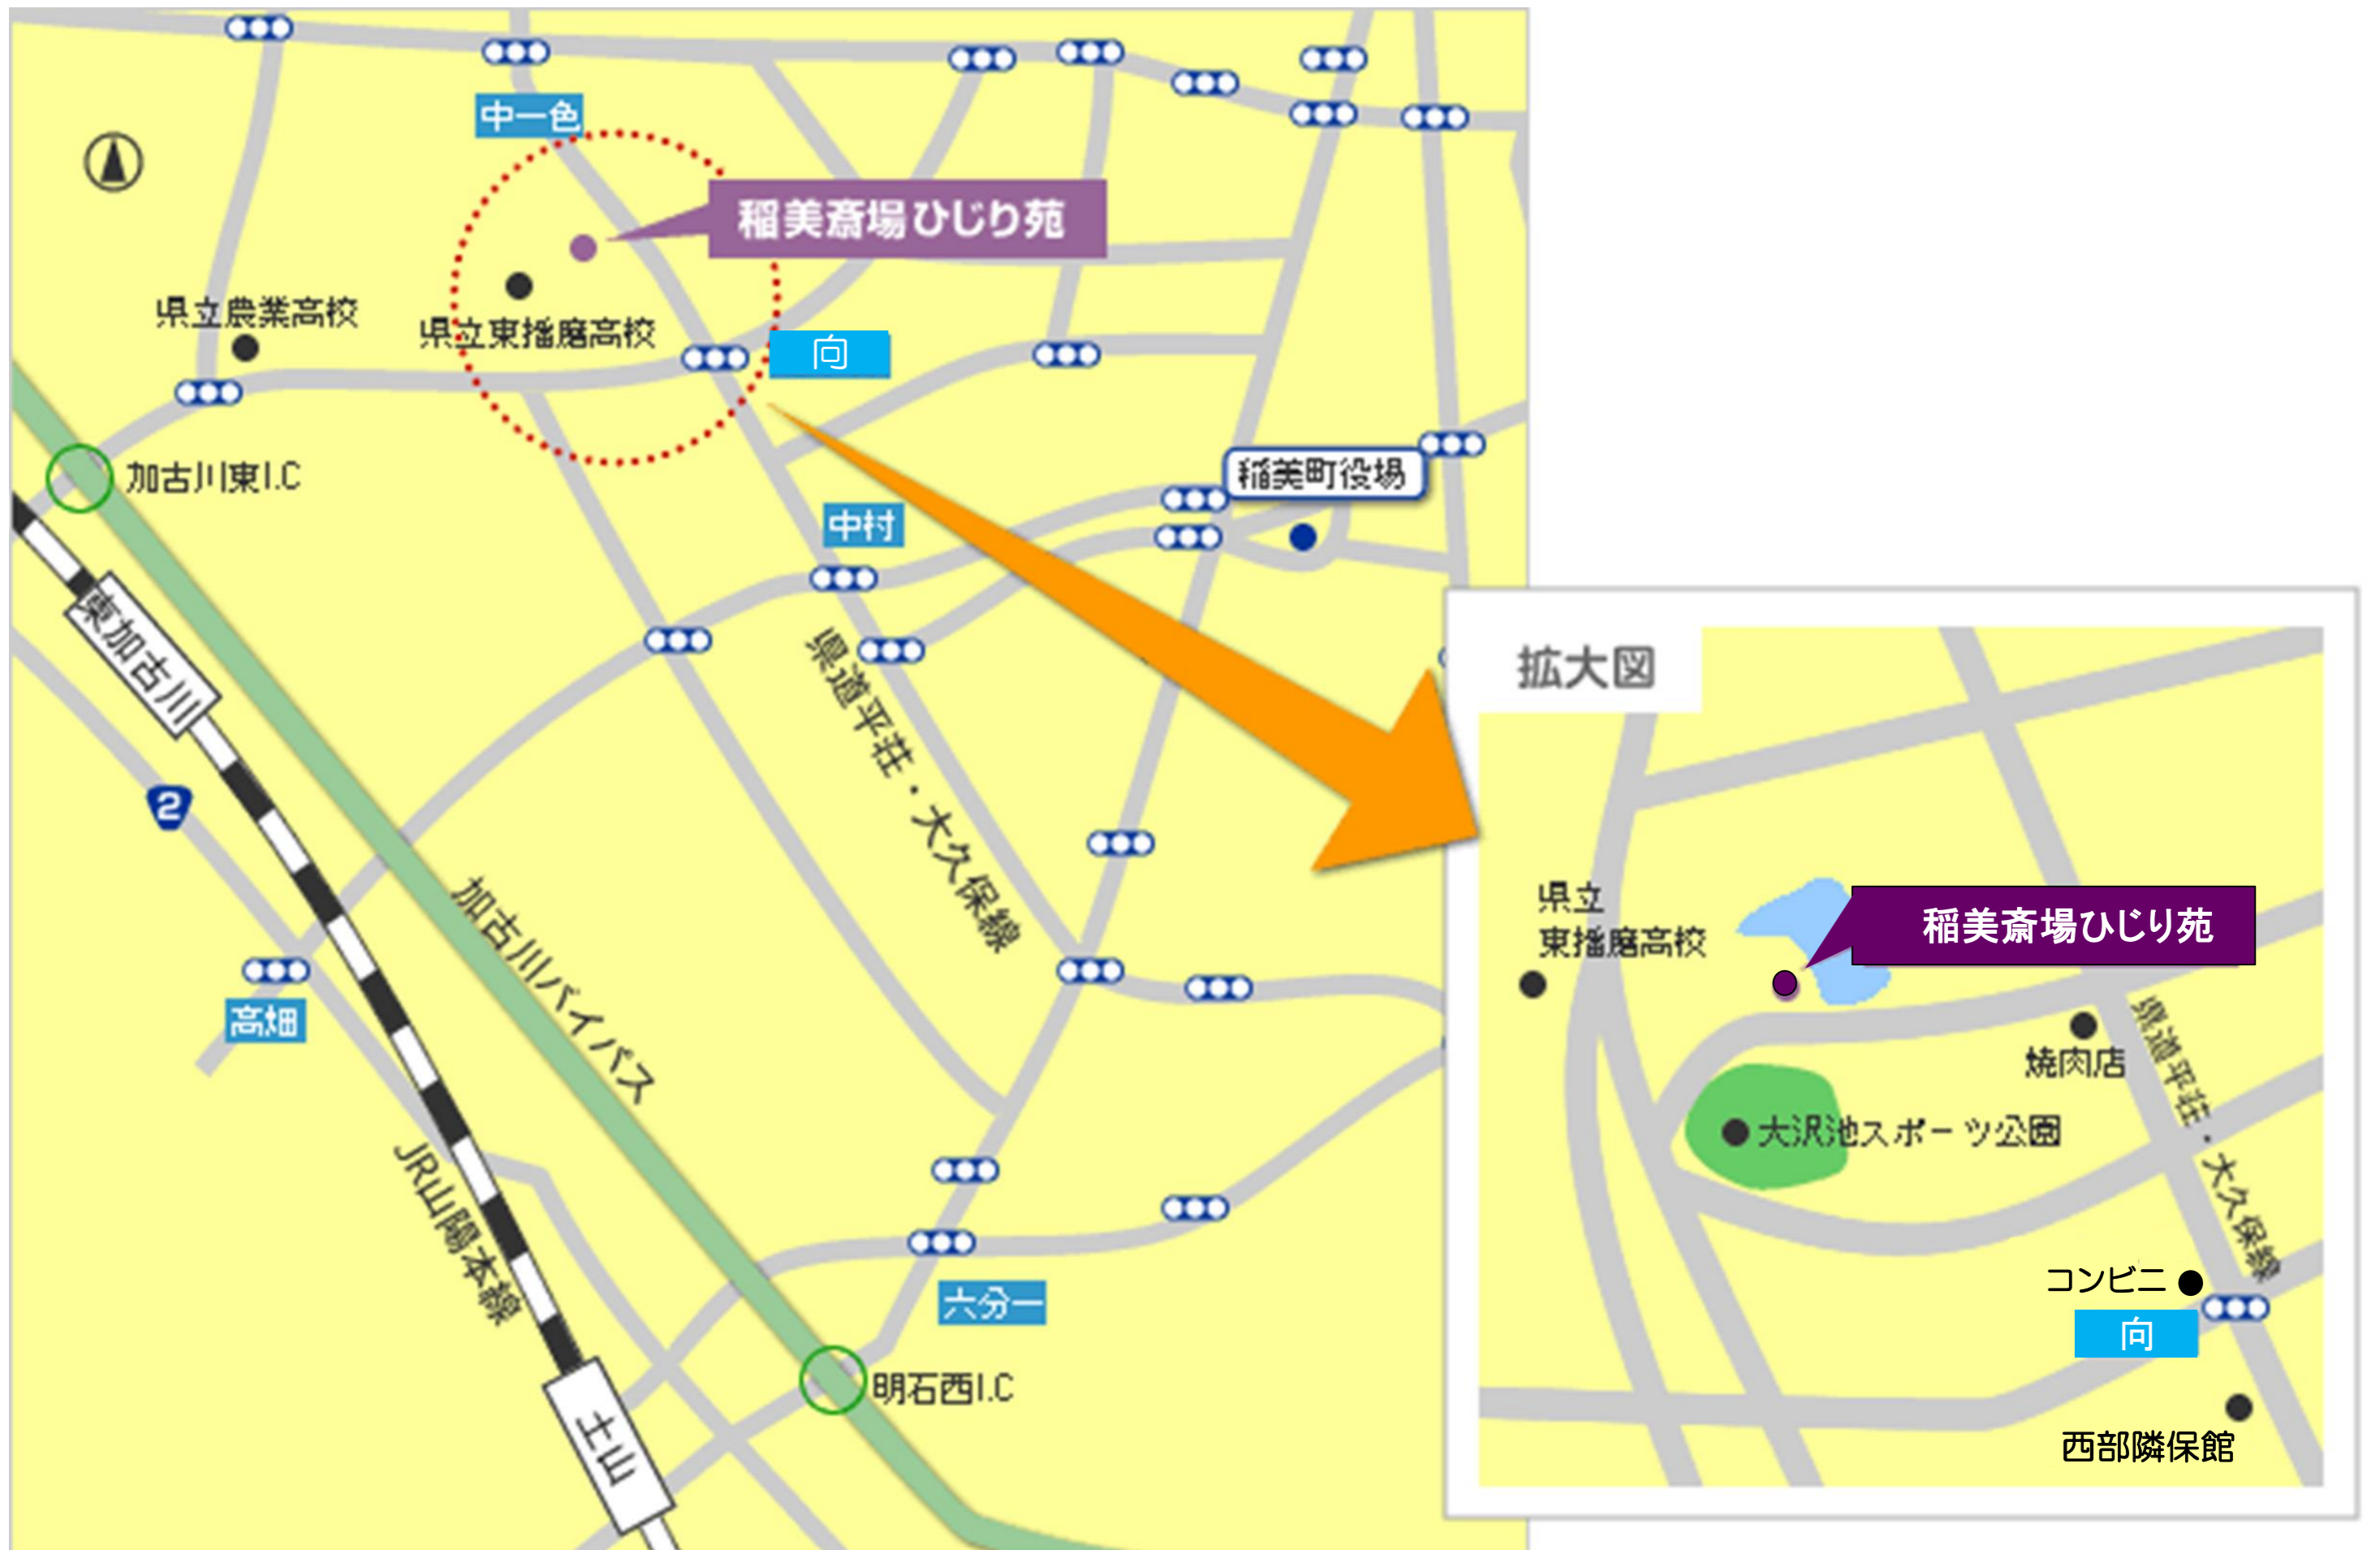 中一色
稲美斎場ひじり苑
県立農業高校
県立東播磨高校
向
加古川東I.C
稲美町役場
中村
東加古川
県道平荘・大久保線
2
加古川バイパス
高畑
JR山陽本線
六分一
明石西I.C
土山
拡大図
県立
東播磨高校
稲美斎場ひじり苑
焼肉店
県道平荘・大久保線
大沢池スポーツ公園
コンビニ
向
西部隣保館